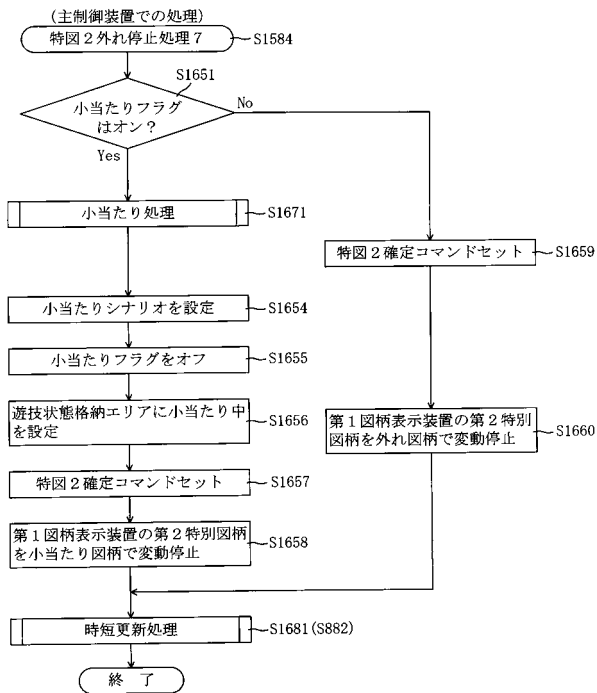 (主制御装置での処理)
特図2外れ停止処理7
S1584
S1651
小当たりフラグ
はオン?
No
Yes
小当たり処理
S1671
特図2確定コマンドセット
S1659
小当たりシナリオを設定
S1654
小当たりフラグをオフ
S1655
遊技状態格納エリアに小当たり中
を設定
S1656
第1図柄表示装置の第2特別
図柄を外れ図柄で変動停止
S1660
特図2確定コマンドセット
S1657
第1図柄表示装置の第2特別図柄
を小当たり図柄で変動停止
S1658
時短更新処理
S1681(S882)
終 了